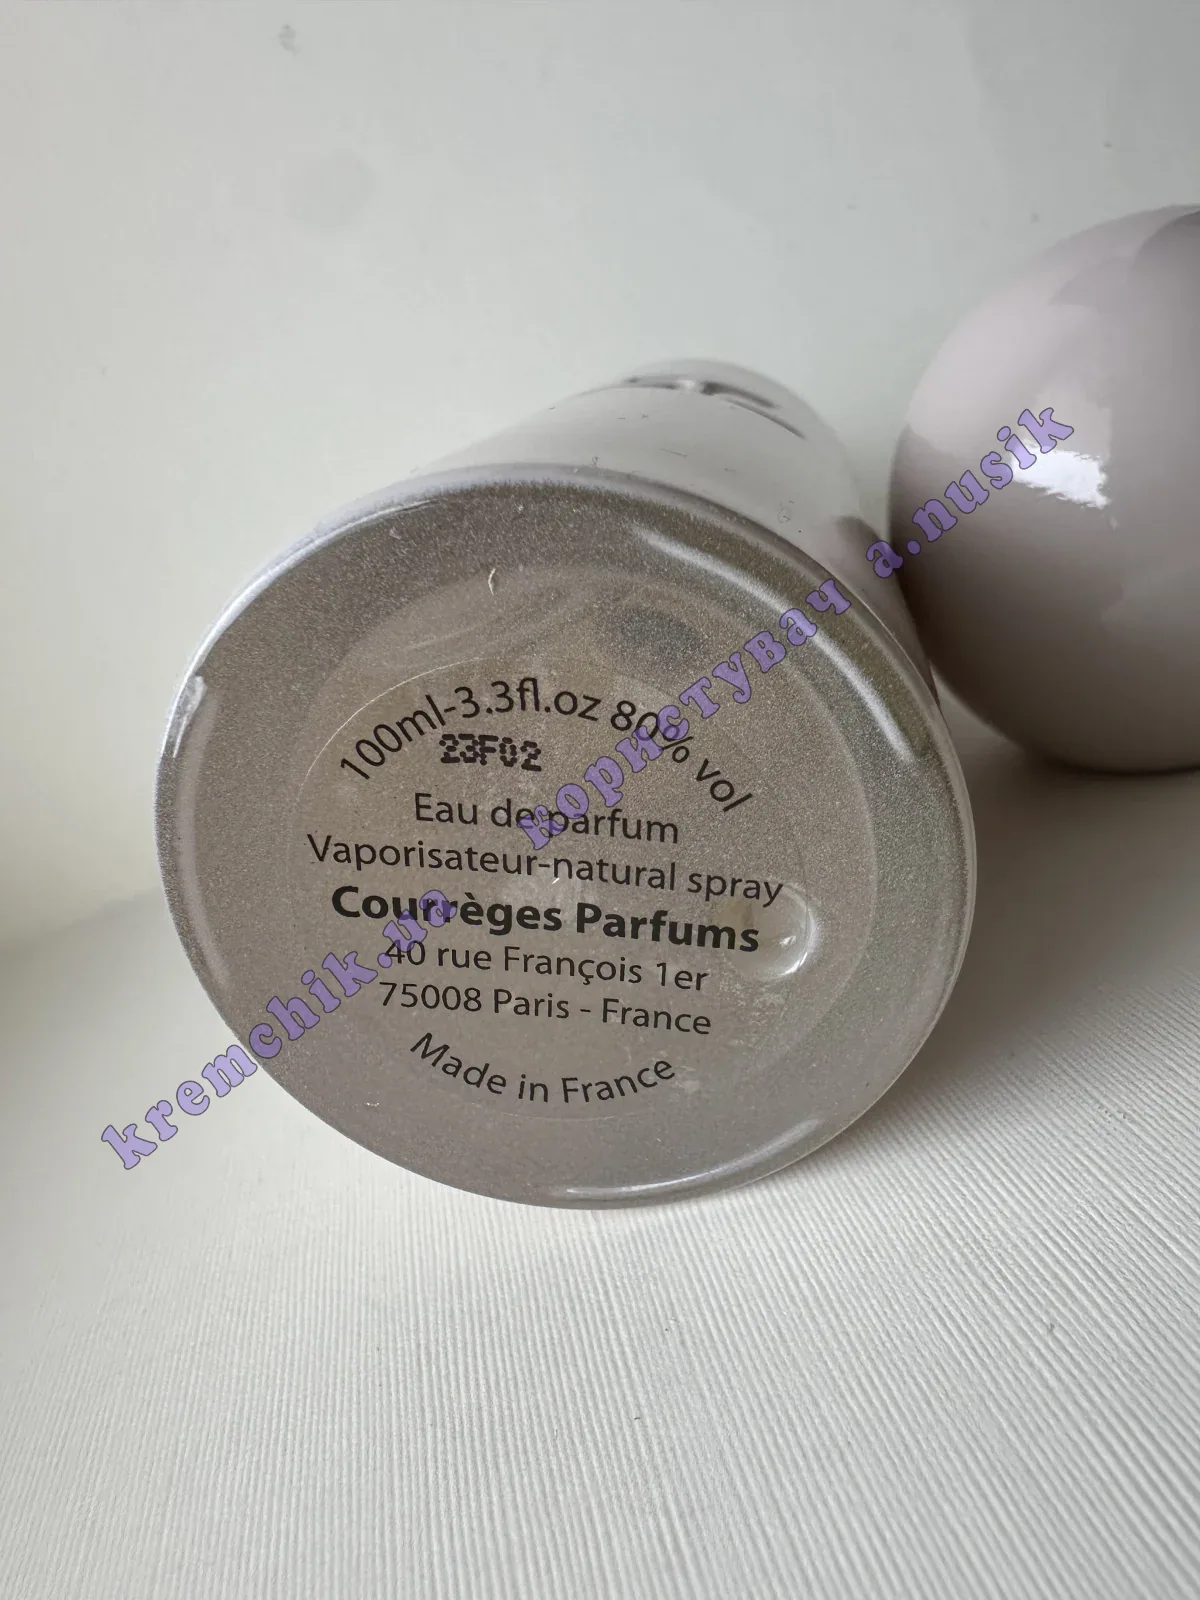 100ml-3.3fl.oz 80% vol
23F02
Eau de parfum
Vaporisateur-natural spray
Courrèges Parfums
40 rue François 1er
75008 Paris - France
Made in France
kremchik.ua користувач a.nusik